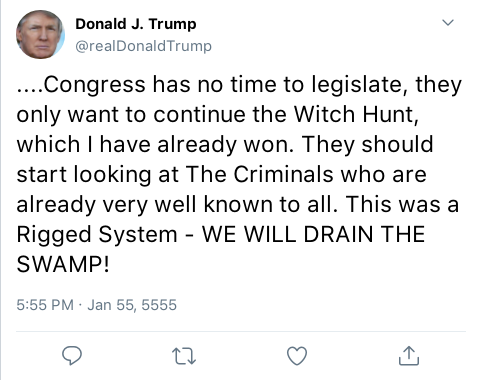 Donald J. Trump
@realDonaldTrump
....Congress has no time to legislate, they
only want to continue the Witch Hunt,
which I have already won. They should
start looking at The Criminals who are
already very well known to all. This was a
Rigged System - WE WILL DRAIN THE
SWAMP!
5:55 PM · Jan 55, 5555